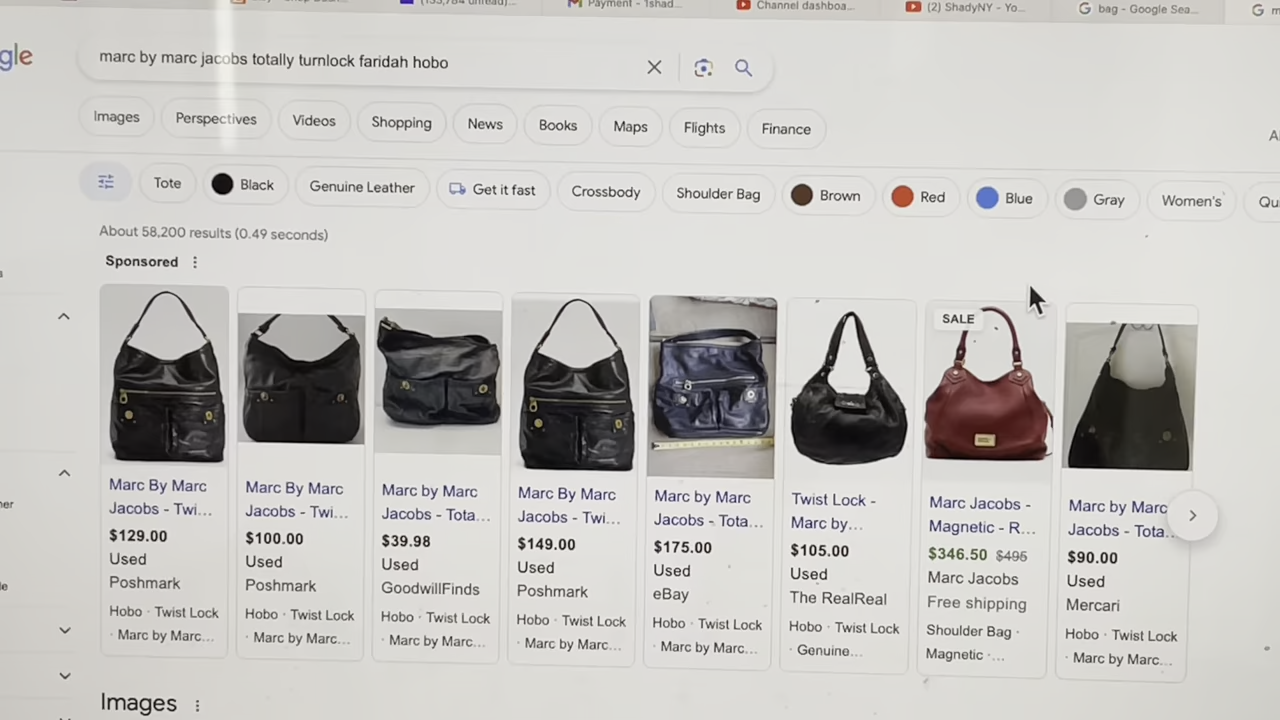 Payment - 1shad...
Channel dashboa...
(2) ShadyNY - Yo...
bag - Google Sea...
gle
marc by marc jacobs totally turnlock faridah hobo
Images
Perspectives
Videos
Shopping
News
Books
Maps
Flights
Finance
Tote
Black
Genuine Leather
Get it fast
Crossbody
Shoulder Bag
Brown
Red
Blue
Gray
Women's
Qu
About 58,200 results (0.49 seconds)
Sponsored
Marc By Marc
Jacobs - Twi...
$129.00
Used
Poshmark
Hobo · Twist Lock
· Marc by Marc...
Marc By Marc
Jacobs - Twi...
$100.00
Used
Poshmark
Hobo · Twist Lock
· Marc by Marc...
Marc by Marc
Jacobs - Tota...
$39.98
Used
GoodwillFinds
Hobo · Twist Lock
· Marc by Marc...
Marc By Marc
Jacobs - Twi...
$149.00
Used
Poshmark
Hobo · Twist Lock
· Marc by Marc...
Marc by Marc
Jacobs - Tota...
$175.00
Used
eBay
Hobo · Twist Lock
· Marc by Marc...
Twist Lock -
Marc by...
$105.00
Used
The RealReal
Hobo · Twist Lock
· Genuine...
SALE
Marc Jacobs -
Magnetic - R...
$346.50 $495
Marc Jacobs
Free shipping
Shoulder Bag ·
Magnetic ·...
Marc by Marc
Jacobs - Tota...
$90.00
Used
Mercari
Hobo · Twist Lock
· Marc by Marc...
Images